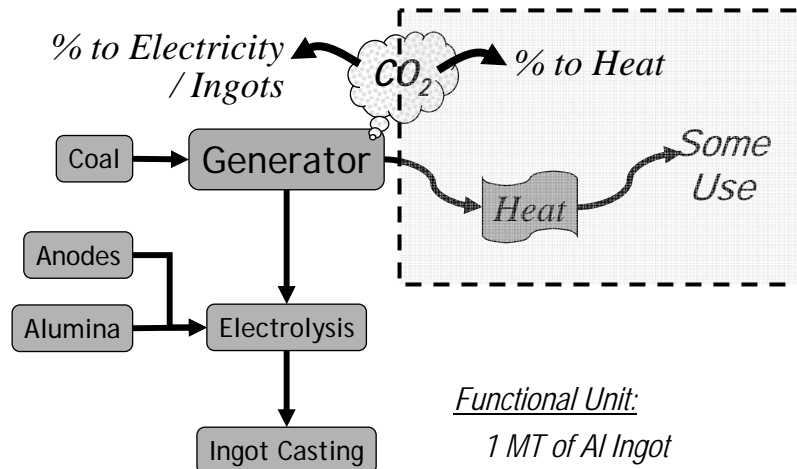 % to Electricity
/ Ingots
CO2
% to Heat
Coal
Generator
Some
Use
Heat
Anodes
Alumina
Electrolysis
Ingot Casting
Functional Unit:
1 MT of Al Ingot